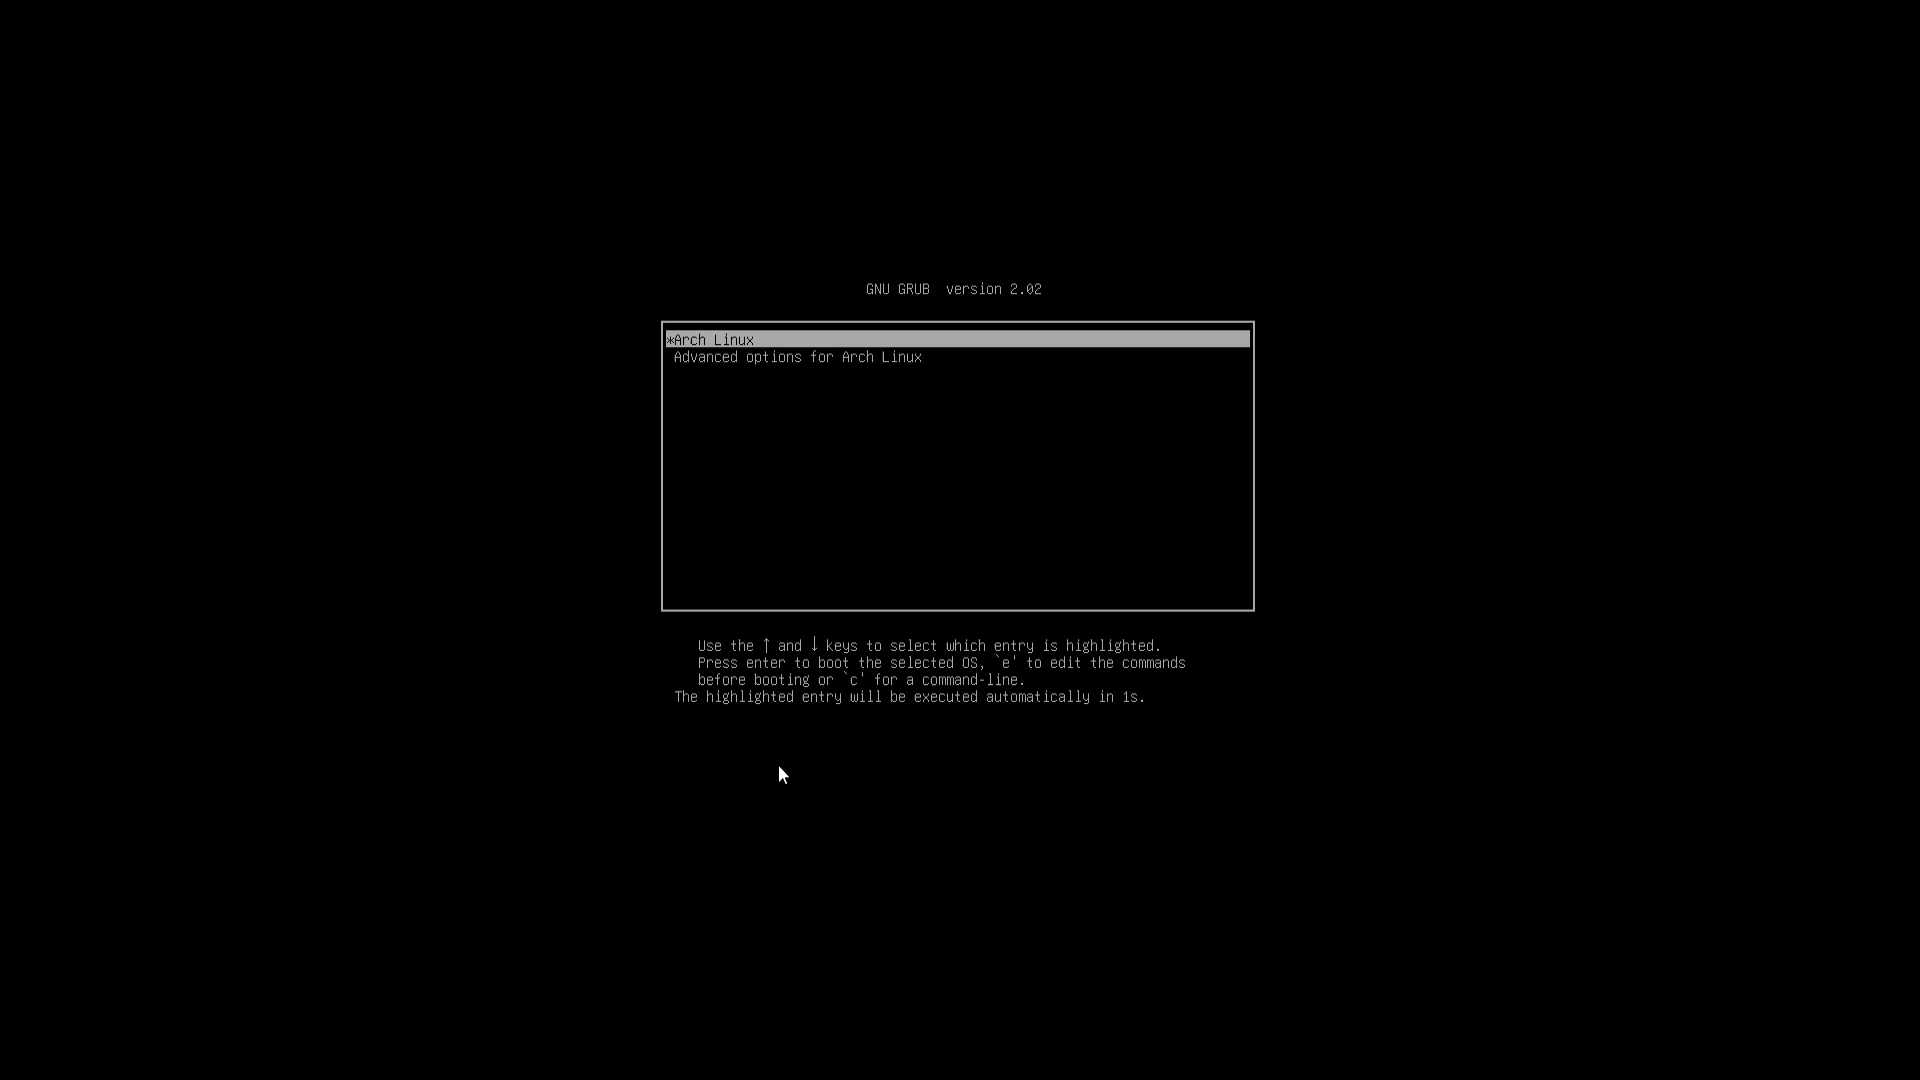 GNU GRUB  version 2.02
*Arch Linux
Advanced options for Arch Linux
Use the ↑ and ↓ keys to select which entry is highlighted.
Press enter to boot the selected OS, `e' to edit the commands
before booting or `c' for a command-line.
The highlighted entry will be executed automatically in 1s.